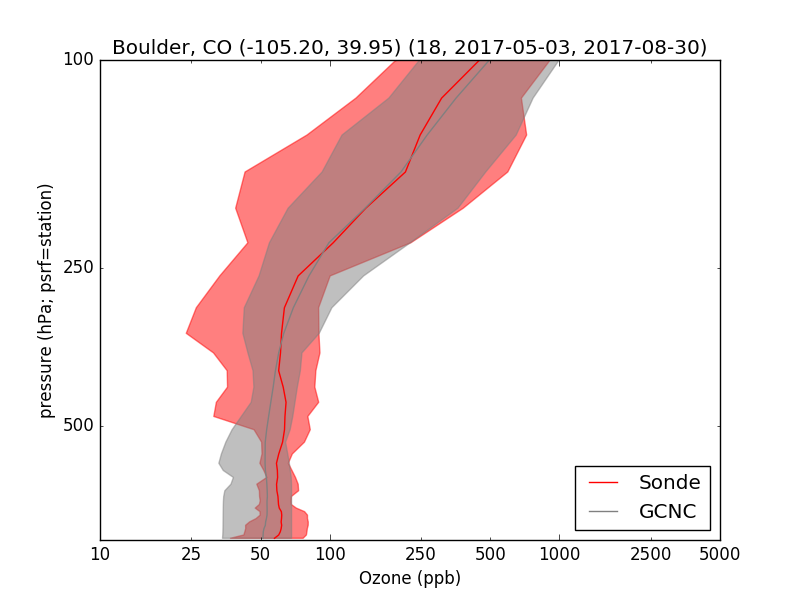 Boulder, CO (-105.20, 39.95) (18, 2017-05-03, 2017-08-30)
100
250
500
pressure (hPa; psrf=station)
Sonde
GCNC
10 25 50 100 250 500 1000 2500 5000
Ozone (ppb)